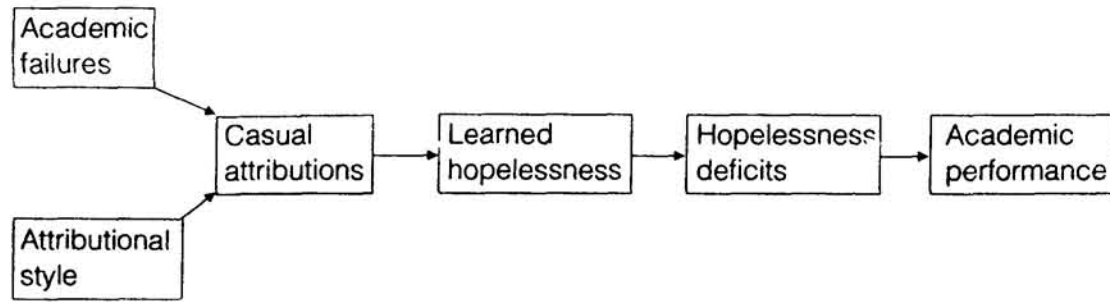 Academic
failures
Casual
attributions
Learned
hopelessness
Hopelessness
deficits
Academic
performance
Attributional
style